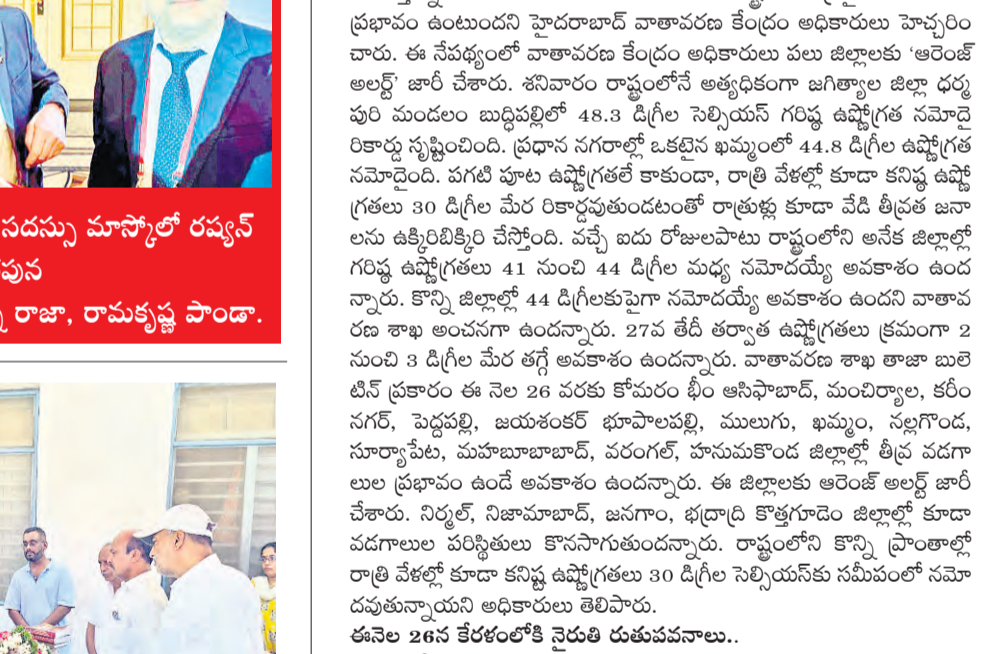 సదస్సు మాస్కోలో రష్యన్
పున
రాజా, రామకృష్ణ పాండా.
ప్రభావం ఉంటుందని హైదరాబాద్ వాతావరణ కేంద్రం అధికారులు హెచ్చరిం
చారు. ఈ నేపథ్యంలో వాతావరణ కేంద్రం అధికారులు పలు జిల్లాలకు ‘ఆరెంజ్
అలర్ట్’ జారీ చేశారు. శనివారం రాష్ట్రంలోనే అత్యధికంగా జగిత్యాల జిల్లా ధర్మ
పురి మండలం బుద్ధిపల్లిలో 48.3 డిగ్రీల సెల్సియస్ గరిష్ఠ ఉష్ణోగ్రత నమోదై
రికార్డు సృష్టించింది. ప్రధాన నగరాల్లో ఒకటైన ఖమ్మంలో 44.8 డిగ్రీల ఉష్ణోగ్రత
నమోదైంది. పగటి పూట ఉష్ణోగ్రతలే కాకుండా, రాత్రి వేళల్లో కూడా కనిష్ఠ ఉష్ణో
గ్రతలు 30 డిగ్రీల మేర రికార్డవుతుండటంతో రాత్రుళ్లు కూడా వేడి తీవ్రత జనా
లను ఉక్కిరిబిక్కిరి చేస్తోంది. వచ్చే ఐదు రోజులపాటు రాష్ట్రంలోని అనేక జిల్లాల్లో
గరిష్ఠ ఉష్ణోగ్రతలు 41 నుంచి 44 డిగ్రీల మధ్య నమోదయ్యే అవకాశం ఉంద
న్నారు. కొన్ని జిల్లాల్లో 44 డిగ్రీలకుపైగా నమోదయ్యే అవకాశం ఉందని వాతావ
రణ శాఖ అంచనగా ఉందన్నారు. 27వ తేదీ తర్వాత ఉష్ణోగ్రతలు క్రమంగా 2
నుంచి 3 డిగ్రీల మేర తగ్గే అవకాశం ఉందన్నారు. వాతావరణ శాఖ తాజా బులె
టిన్ ప్రకారం ఈ నెల 26 వరకు కోమరం భీం ఆసిఫాబాద్, మంచిర్యాల, కరీం
నగర్, పెద్దపల్లి, జయశంకర్ భూపాలపల్లి, ములుగు, ఖమ్మం, నల్లగొండ,
సూర్యాపేట, మహబూబాబాద్, వరంగల్, హనుమకొండ జిల్లాల్లో తీవ్ర వడగా
లుల ప్రభావం ఉండే అవకాశం ఉందన్నారు. ఈ జిల్లాలకు ఆరెంజ్ అలర్ట్ జారీ
చేశారు. నిర్మల్, నిజామాబాద్, జనగాం, భద్రాద్రి కొత్తగూడెం జిల్లాల్లో కూడా
వడగాలుల పరిస్థితులు కొనసాగుతుందన్నారు. రాష్ట్రంలోని కొన్ని ప్రాంతాల్లో
రాత్రి వేళల్లో కూడా కనిష్ట ఉష్ణోగ్రతలు 30 డిగ్రీల సెల్సియస్‌కు సమీపంలో నమో
దవుతున్నాయని అధికారులు తెలిపారు.
ఈనెల 26న కేరళంలోకి నైరుతి రుతుపవనాలు..